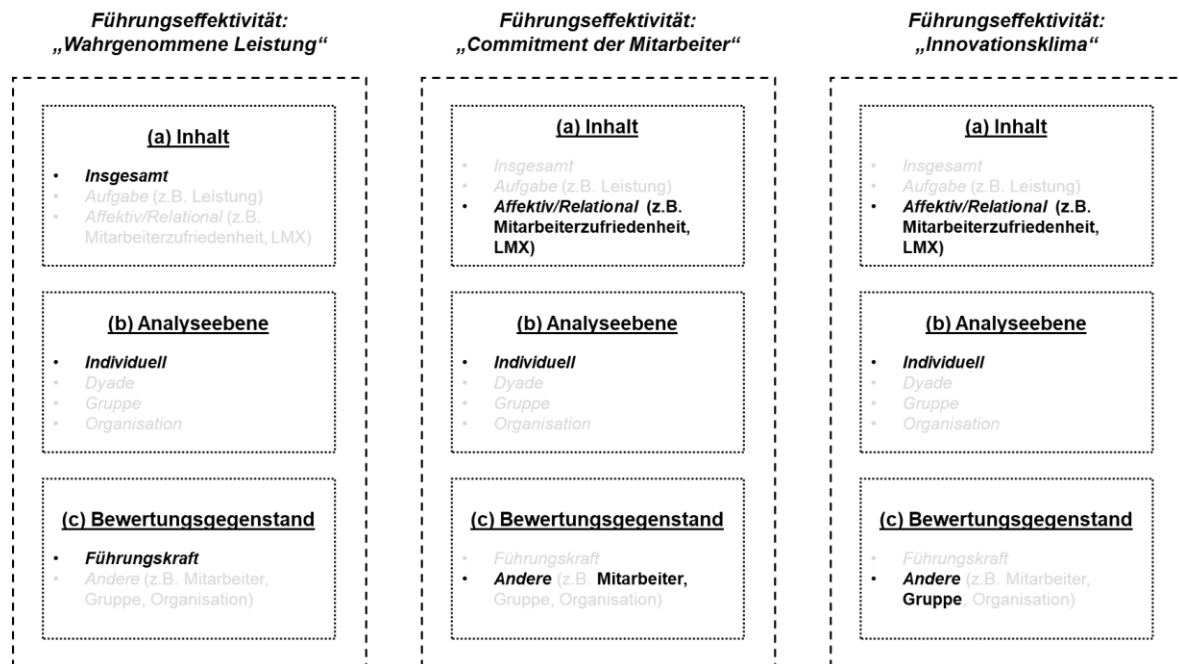 Führungseffektivität:
„Wahrgenommene Leistung“
(a) Inhalt
• Insgesamt
• Aufgabe (z.B. Leistung)
• Affektiv/Relational (z.B.
Mitarbeiterzufriedenheit, LMX)
(b) Analyseebene
• Individuell
• Dyade
• Gruppe
• Organisation
(c) Bewertungsgegenstand
• Führungskraft
• Andere (z.B. Mitarbeiter,
Gruppe, Organisation)
Führungseffektivität:
„Commitment der Mitarbeiter“
(a) Inhalt
• Insgesamt
• Aufgabe (z.B. Leistung)
• Affektiv/Relational (z.B.
Mitarbeiterzufriedenheit,
LMX)
(b) Analyseebene
• Individuell
• Dyade
• Gruppe
• Organisation
(c) Bewertungsgegenstand
• Führungskraft
• Andere (z.B. Mitarbeiter,
Gruppe, Organisation)
Führungseffektivität:
„Innovationsklima“
(a) Inhalt
• Insgesamt
• Aufgabe (z.B. Leistung)
• Affektiv/Relational (z.B.
Mitarbeiterzufriedenheit,
LMX)
(b) Analyseebene
• Individuell
• Dyade
• Gruppe
• Organisation
(c) Bewertungsgegenstand
• Führungskraft
• Andere (z.B. Mitarbeiter,
Gruppe, Organisation)